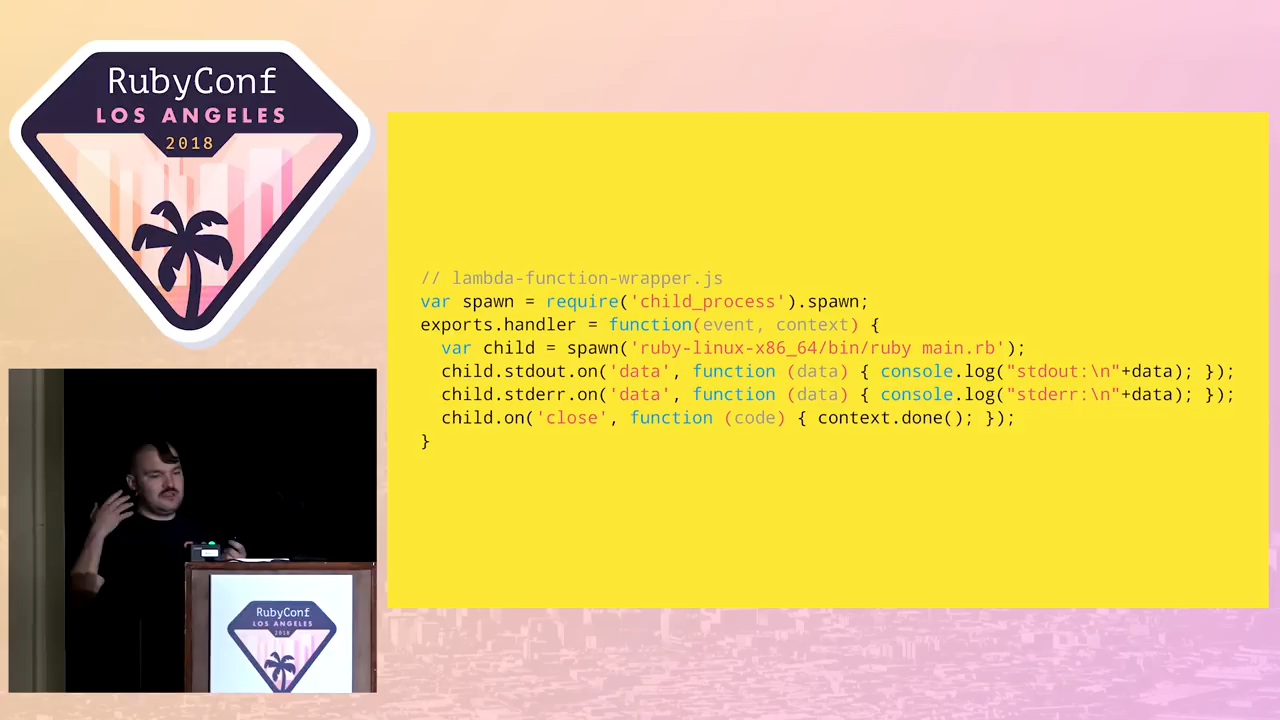 RubyConf
LOS ANGELES
2018
// lambda-function-wrapper.js
var spawn = require('child_process').spawn;
exports.handler = function(event, context) {
  var child = spawn('ruby-linux-x86_64/bin/ruby main.rb');
  child.stdout.on('data', function (data) { console.log("stdout:\n"+data); });
  child.stderr.on('data', function (data) { console.log("stderr:\n"+data); });
  child.on('close', function (code) { context.done(); });
}
RubyConf
LOS ANGELES
2018